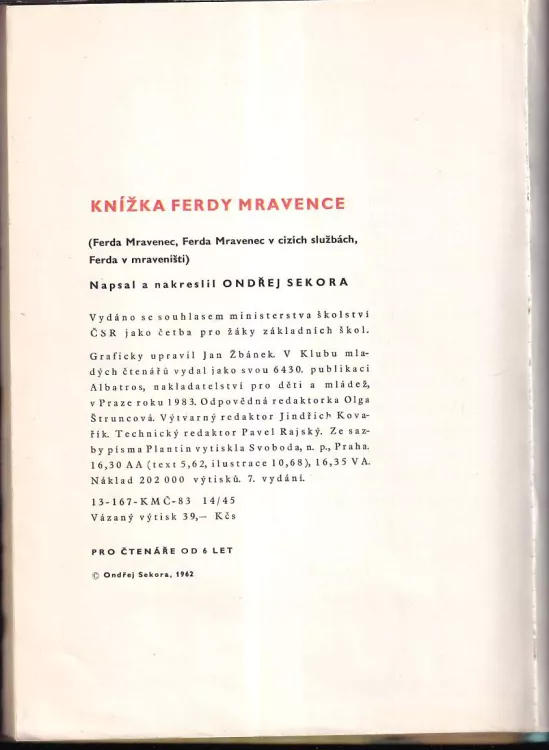 KNÍŽKA FERDY MRAVENCE
(Ferda Mravenec, Ferda Mravenec v cizích službách,
Ferda v mraveništi)
Napsal a nakreslil ONDŘEJ SEKORA
Vydáno se souhlasem ministerstva školství
ČSR jako četba pro žáky základních škol.
Graficky upravil Jan Žbánek. V Klubu mla-
dých čtenářů vydal jako svou 6430. publikaci
Albatros, nakladatelství pro děti a mládež,
v Praze roku 1983. Odpovědná redaktorka Olga
Štruncová. Výtvarný redaktor Jindřich Kova-
řík. Technický redaktor Pavel Rajský. Ze saz-
by písma Plantin vytiskla Svoboda, n. p., Praha.
16,30 AA (text 5,62, ilustrace 10,68), 16,35 VA.
Náklad 202 000 výtisků. 7. vydání.
13-167-KMČ-83 14/45
Vázaný výtisk 39,— Kčs
PRO ČTENÁŘE OD 6 LET
© Ondřej Sekora, 1962